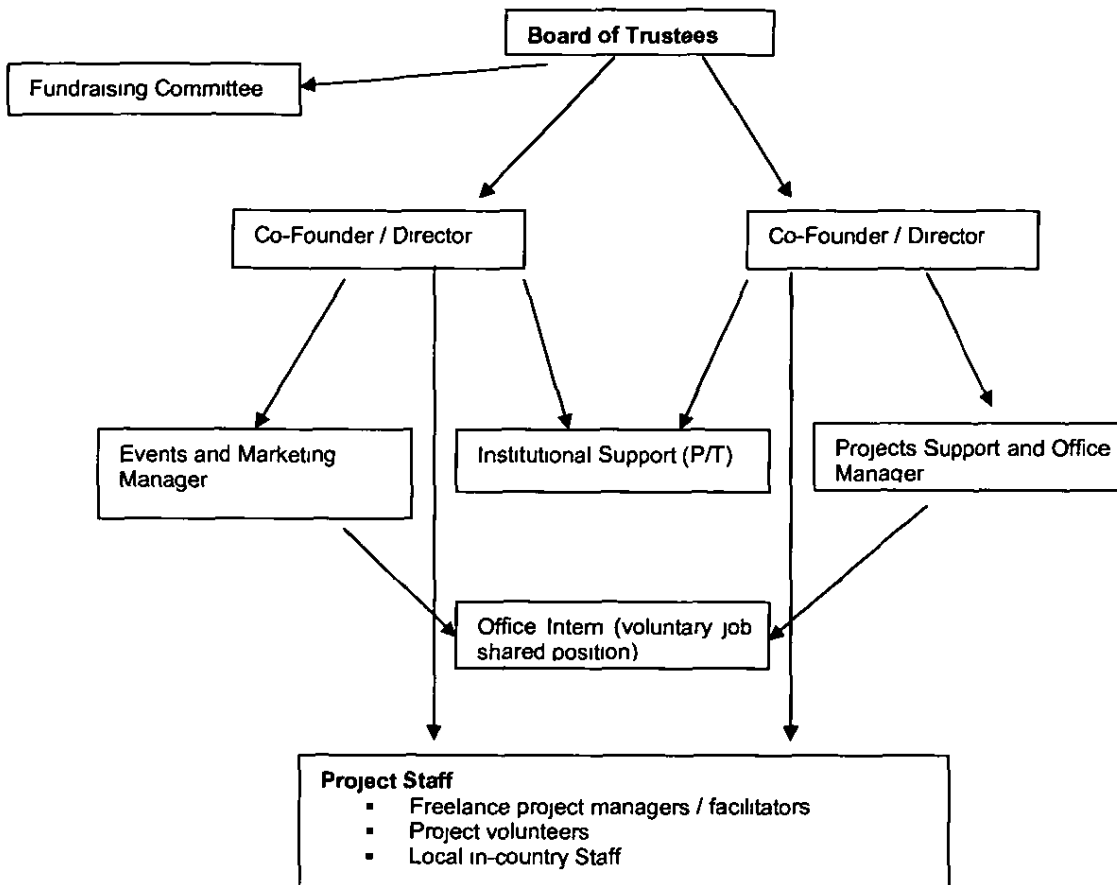 Board of Trustees
Fundraising Committee
Co-Founder / Director
Co-Founder / Director
Events and Marketing
Manager
Institutional Support (P/T)
Projects Support and Office
Manager
Office Intern (voluntary job
shared position)
Project Staff
▪ Freelance project managers / facilitators
▪ Project volunteers
▪ Local in-country Staff